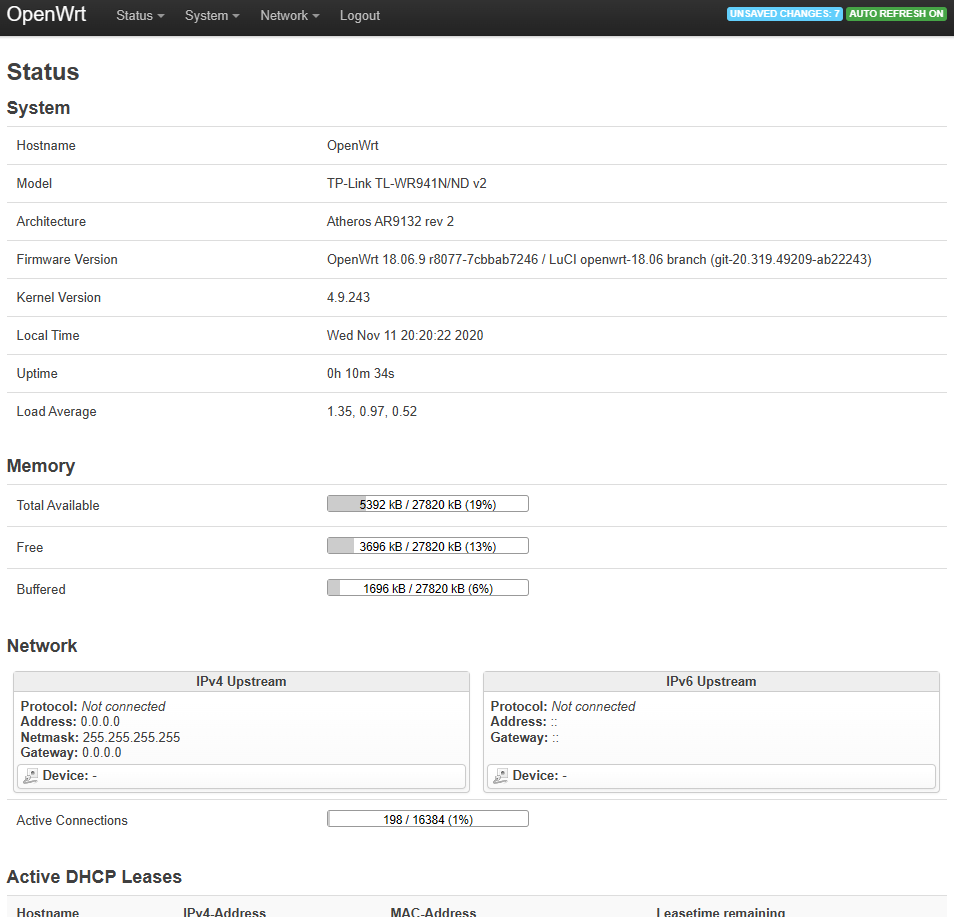 OpenWrt Status System Network Logout UNSAVED CHANGES: 7 AUTO REFRESH ON
Status
System
Hostname OpenWrt
Model TP-Link TL-WR941N/ND v2
Architecture Atheros AR9132 rev 2
Firmware Version OpenWrt 18.06.9 r8077-7cbbab7246 / LuCI openwrt-18.06 branch (git-20.319.49209-ab22243)
Kernel Version 4.9.243
Local Time Wed Nov 11 20:20:22 2020
Uptime 0h 10m 34s
Load Average 1.35, 0.97, 0.52
Memory
Total Available 5392 kB / 27820 kB (19%)
Free 3696 kB / 27820 kB (13%)
Buffered 1696 kB / 27820 kB (6%)
Network
IPv4 Upstream
Protocol: Not connected
Address: 0.0.0.0
Netmask: 255.255.255.255
Gateway: 0.0.0.0
Device: -
IPv6 Upstream
Protocol: Not connected
Address: ::
Gateway: ::
Device: -
Active Connections 198 / 16384 (1%)
Active DHCP Leases
Hostname IPv4-Address MAC-Address Leasetime remaining